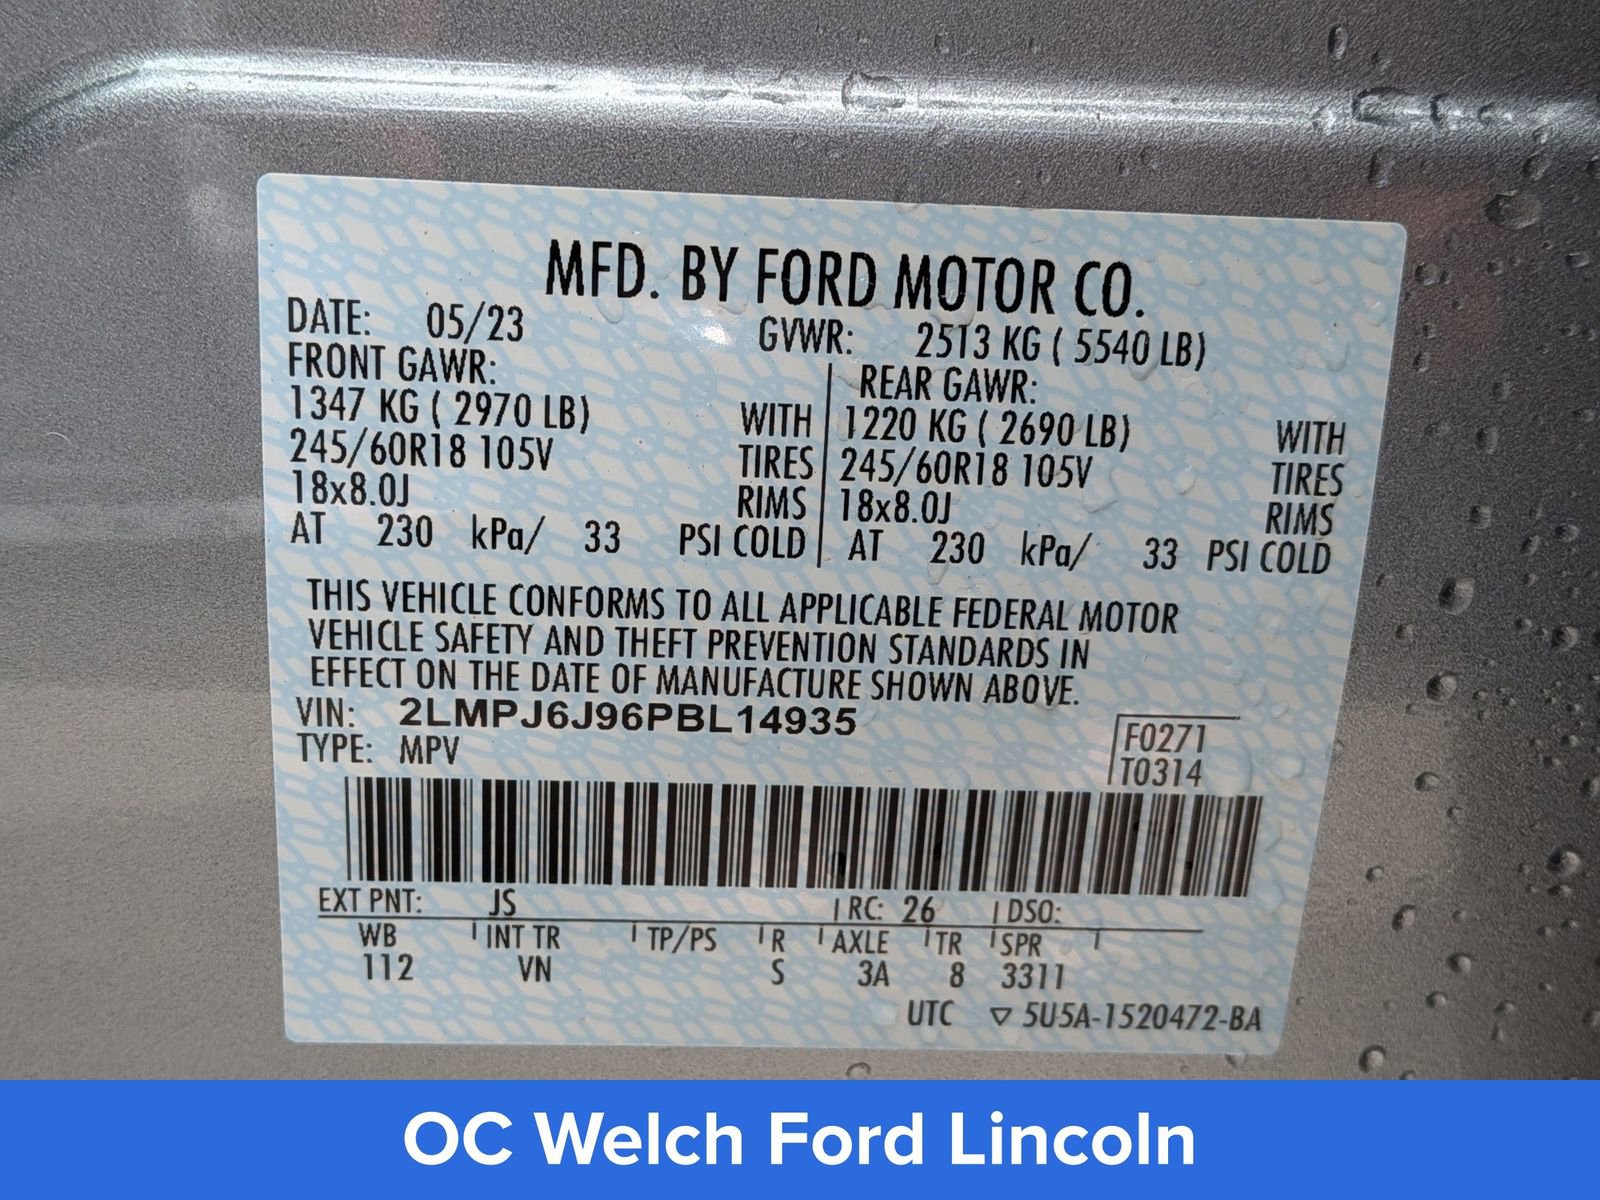 MFD. BY FORD MOTOR CO.
DATE: 05/23 GVWR: 2513 KG ( 5540 LB)
FRONT GAWR: REAR GAWR:
1347 KG ( 2970 LB) WITH 1220 KG ( 2690 LB) WITH
245/60R18 105V TIRES 245/60R18 105V TIRES
18x8.0J RIMS 18x8.0J RIMS
AT 230 kPa/ 33 PSI COLD AT 230 kPa/ 33 PSI COLD
THIS VEHICLE CONFORMS TO ALL APPLICABLE FEDERAL MOTOR
VEHICLE SAFETY AND THEFT PREVENTION STANDARDS IN
EFFECT ON THE DATE OF MANUFACTURE SHOWN ABOVE.
VIN: 2LMPJ6J96PBL14935
TYPE: MPV
F0271
T0314
EXT PNT: JS RC: 26 DSO:
WB INT TR TP/PS R AXLE TR SPR
112 VN S 3A 8 3311
UTC ▽ 5U5A-1520472-BA
OC Welch Ford Lincoln